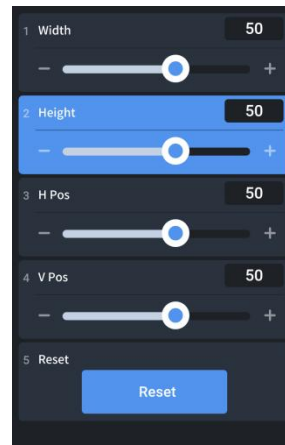 1 Width 50
− +
2 Height 50
− +
3 H Pos 50
− +
4 V Pos 50
− +
5 Reset
Reset